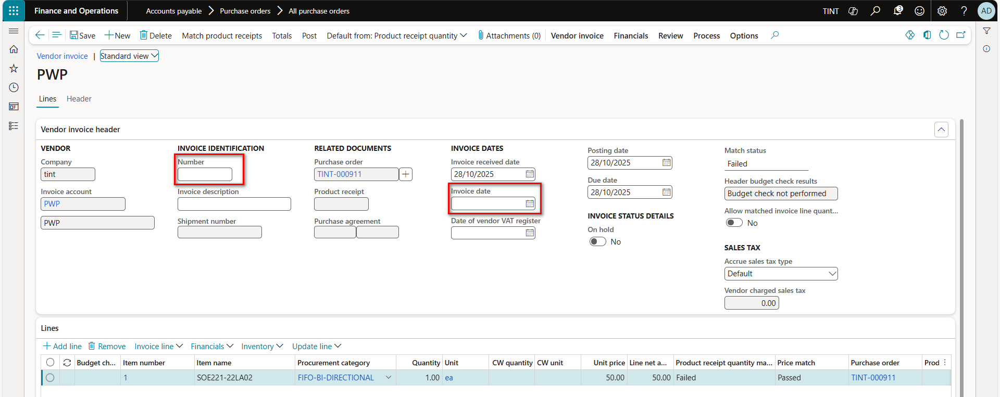 Finance and Operations
Accounts payable > Purchase orders > All purchase orders
TINT
3
?
AD
Save
New
Delete
Match product receipts
Totals
Post
Default from: Product receipt quantity
Attachments (0)
Vendor invoice
Financials
Review
Process
Options
Vendor invoice | Standard view
PWP
Lines
Header
Vendor invoice header
VENDOR
Company
tint
Invoice account
PWP
PWP
INVOICE IDENTIFICATION
Number
Invoice description
Shipment number
RELATED DOCUMENTS
Purchase order
TINT-000911
Product receipt
Purchase agreement
INVOICE DATES
Invoice received date
28/10/2025
Invoice date
Date of vendor VAT register
Posting date
28/10/2025
Due date
28/10/2025
INVOICE STATUS DETAILS
On hold
No
Match status
Failed
Header budget check results
Budget check not performed
Allow matched invoice line quant...
No
SALES TAX
Accrue sales tax type
Default
Vendor charged sales tax
0.00
Lines
Add line
Remove
Invoice line
Financials
Inventory
Update line
Budget ch... Item number Item name Procurement category Quantity Unit CW quantity CW unit Unit price Line net a... Product receipt quantity ma... Price match Purchase order Prod
1 SOE221-22LA02 FIFO-BI-DIRECTIONAL 1.00 ea 50.00 50.00 Failed Passed TINT-000911